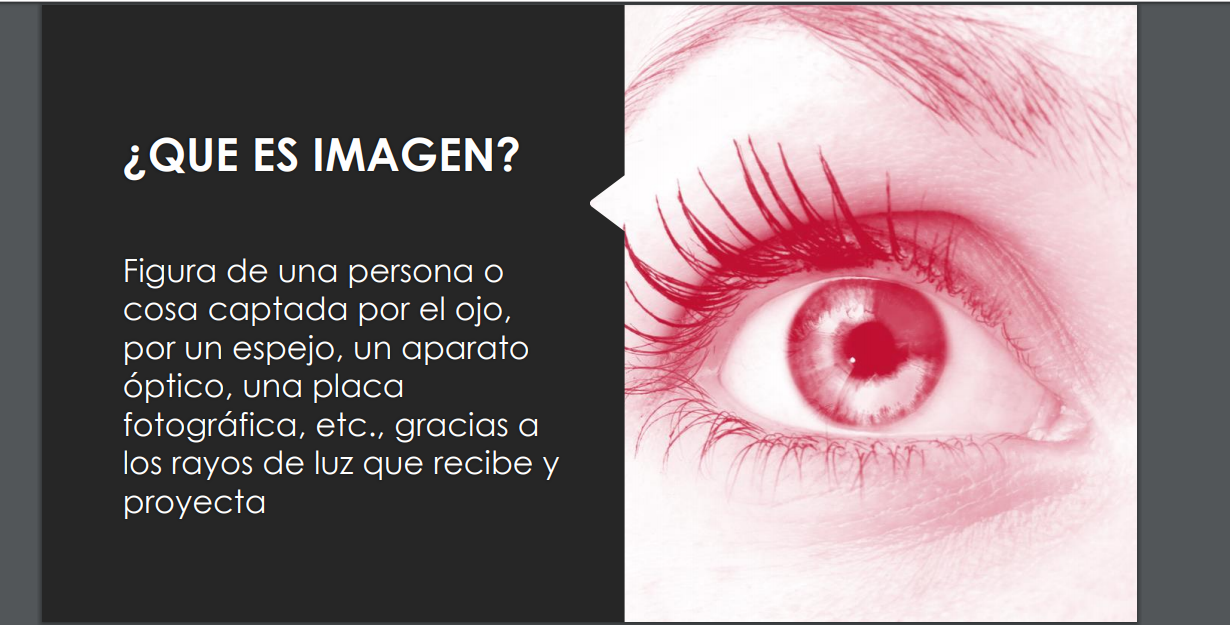 ¿QUE ES IMAGEN?
Figura de una persona o
cosa captada por el ojo,
por un espejo, un aparato
óptico, una placa
fotográfica, etc., gracias a
los rayos de luz que recibe y
proyecta